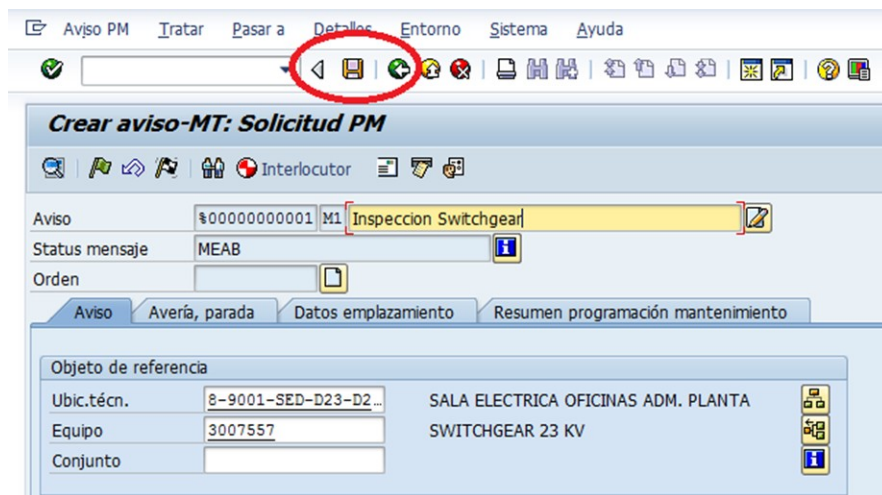 Aviso PM Tratar Pasar a Detalles Entorno Sistema Ayuda
Crear aviso-MT: Solicitud PM
Interlocutor
Aviso %00000000001 M1 Inspeccion Switchgear
Status mensaje MEAB
Orden
Aviso Avería, parada Datos emplazamiento Resumen programación mantenimiento
Objeto de referencia
Ubic.técn. 8-9001-SED-D23-D2... SALA ELECTRICA OFICINAS ADM. PLANTA
Equipo 3007557 SWITCHGEAR 23 KV
Conjunto